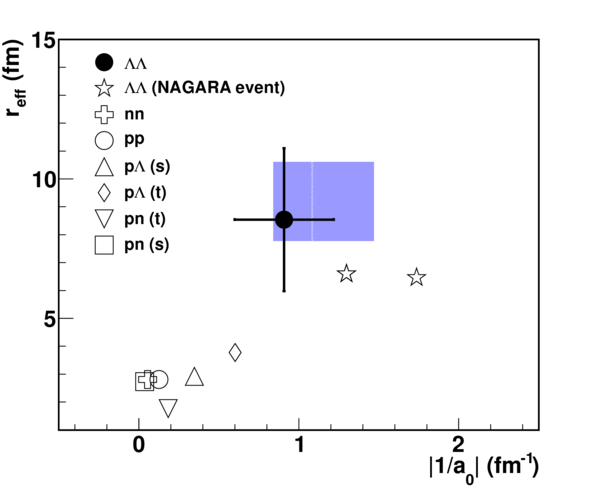 15
r_eff (fm)
ΛΛ
ΛΛ (NAGARA event)
nn
pp
pΛ (s)
10
pΛ (t)
pn (t)
pn (s)
5
0 1 2
|1/a_0| (fm^-1)